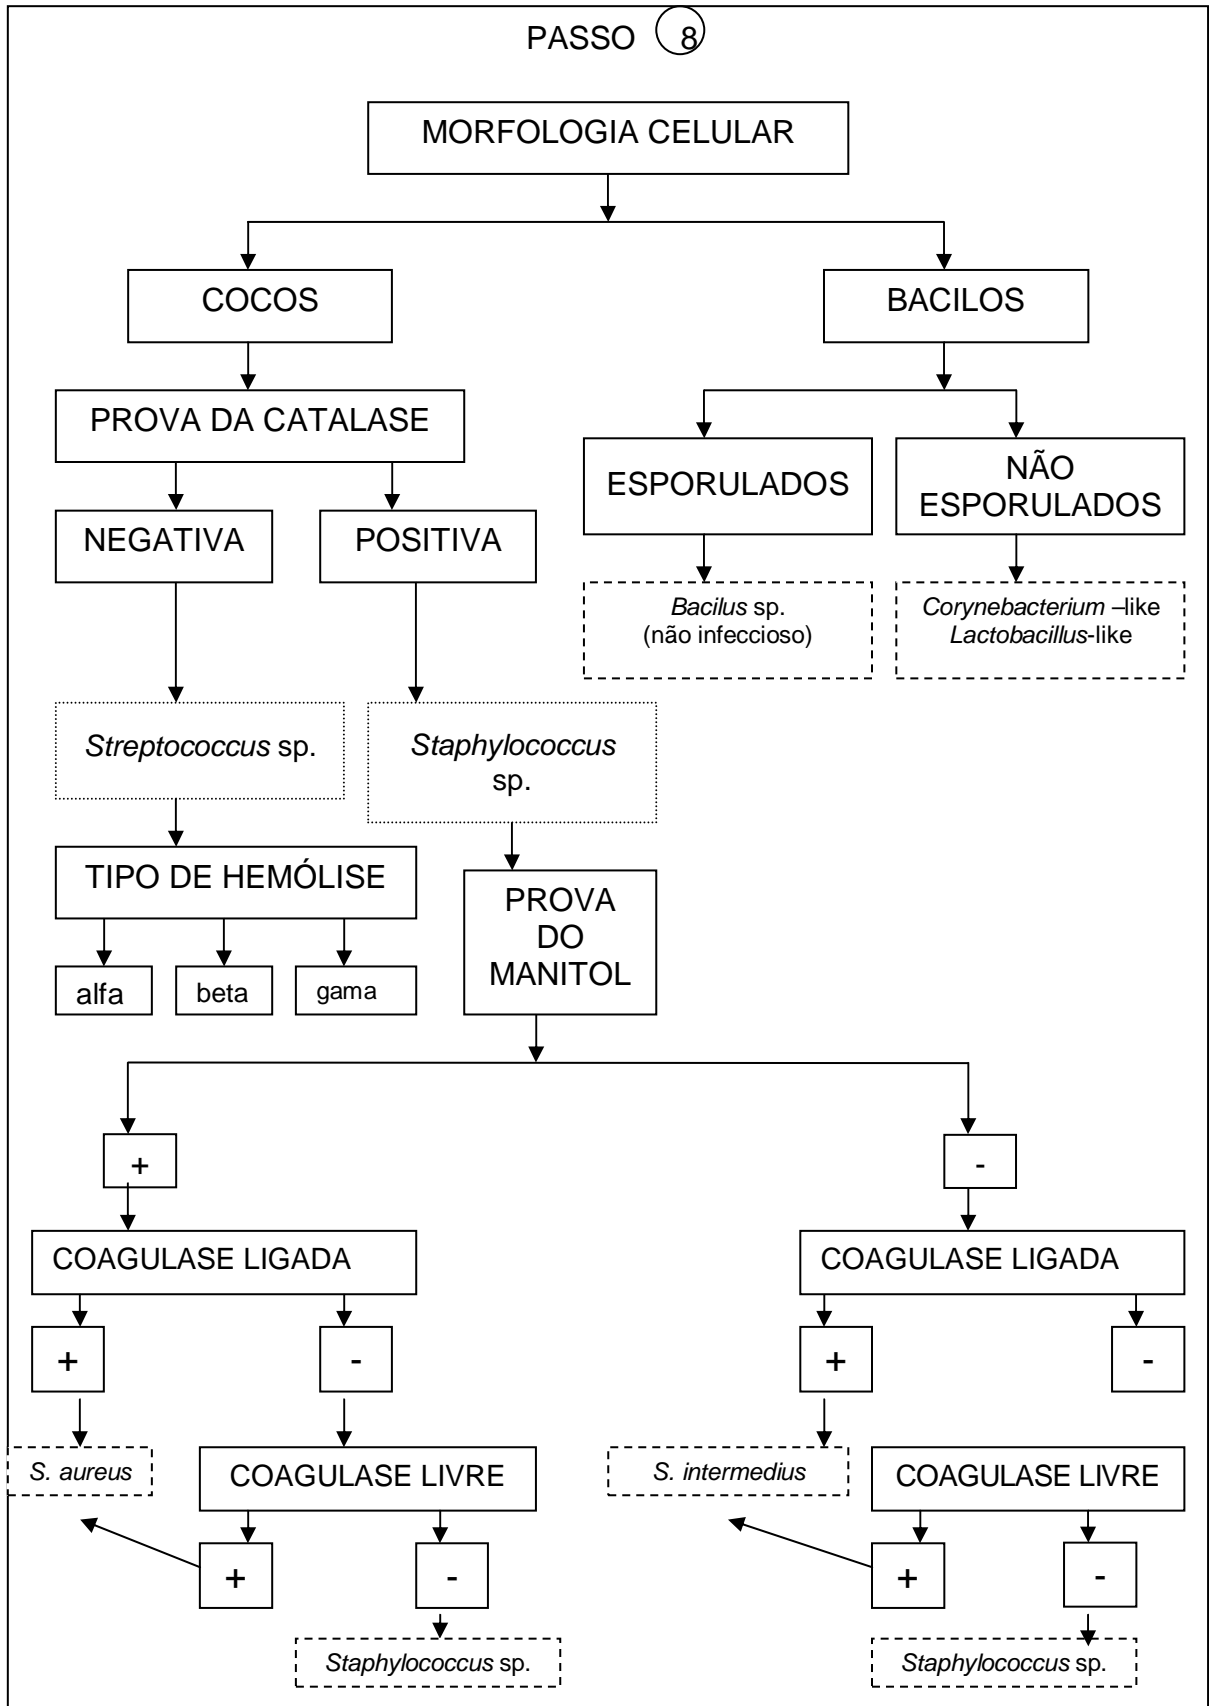 PASSO 8
MORFOLOGIA CELULAR
COCOS
BACILOS
PROVA DA CATALASE
ESPORULADOS
NÃO
ESPORULADOS
NEGATIVA
POSITIVA
Bacilus sp.
(não infeccioso)
Corynebacterium –like
Lactobacillus-like
Streptococcus sp.
Staphylococcus
sp.
TIPO DE HEMÓLISE
PROVA
DO
MANITOL
alfa
beta
gama
+
-
COAGULASE LIGADA
COAGULASE LIGADA
+
-
+
-
S. aureus
COAGULASE LIVRE
S. intermedius
COAGULASE LIVRE
+
-
+
-
Staphylococcus sp.
Staphylococcus sp.